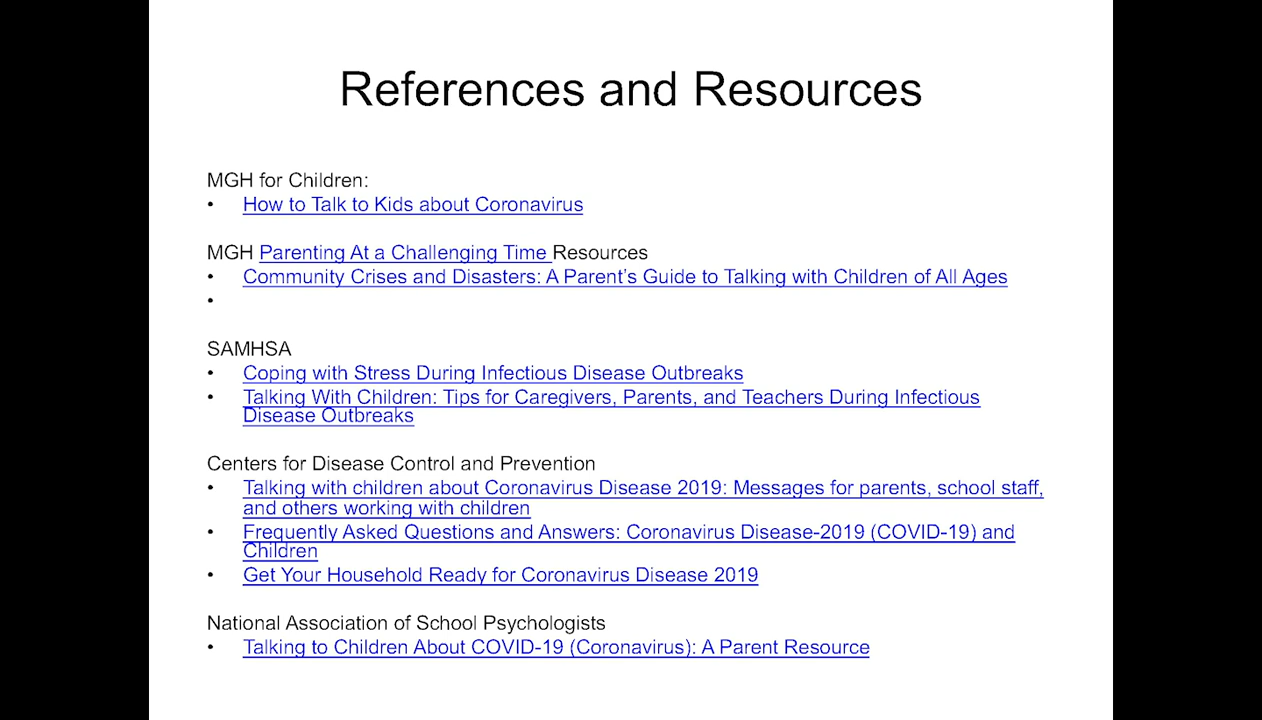 References and Resources
MGH for Children:
• How to Talk to Kids about Coronavirus
MGH Parenting At a Challenging Time Resources
• Community Crises and Disasters: A Parent’s Guide to Talking with Children of All Ages
•
SAMHSA
• Coping with Stress During Infectious Disease Outbreaks
• Talking With Children: Tips for Caregivers, Parents, and Teachers During Infectious
Disease Outbreaks
Centers for Disease Control and Prevention
• Talking with children about Coronavirus Disease 2019: Messages for parents, school staff,
and others working with children
• Frequently Asked Questions and Answers: Coronavirus Disease-2019 (COVID-19) and
Children
• Get Your Household Ready for Coronavirus Disease 2019
National Association of School Psychologists
• Talking to Children About COVID-19 (Coronavirus): A Parent Resource